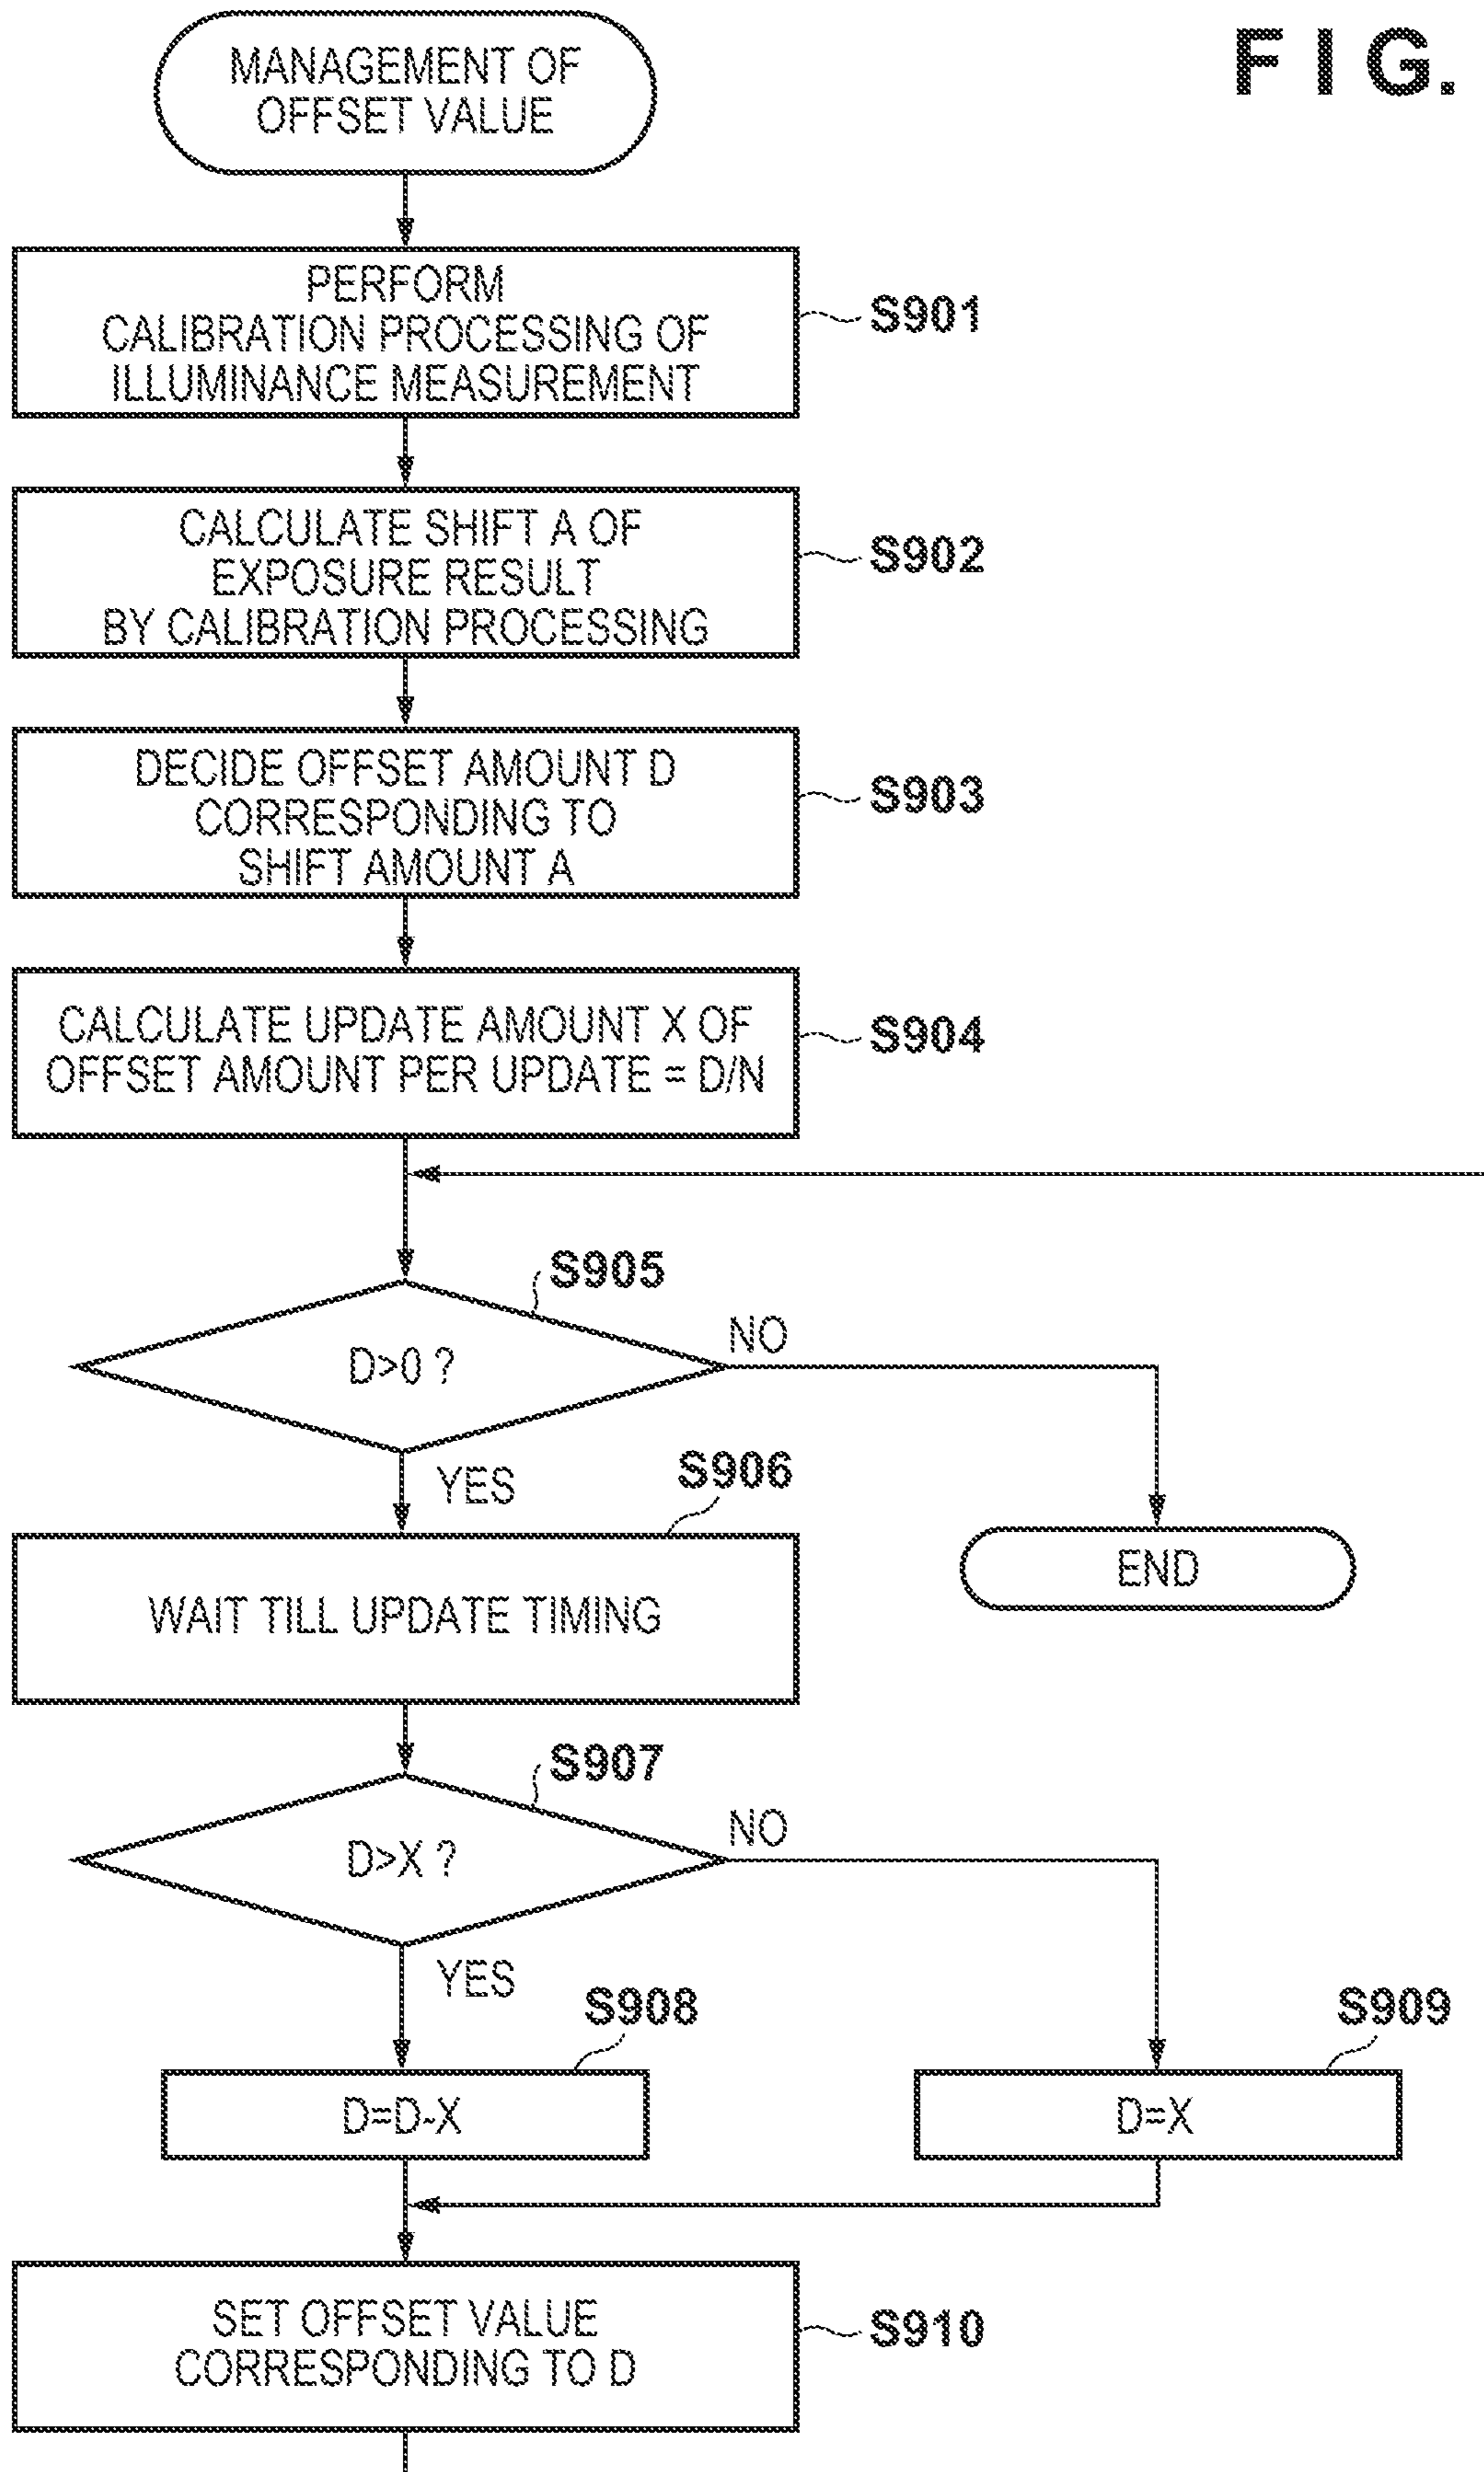 FIG.
MANAGEMENT OF
OFFSET VALUE
PERFORM
CALIBRATION PROCESSING OF
ILLUMINANCE MEASUREMENT
S901
CALCULATE SHIFT A OF
EXPOSURE RESULT
BY CALIBRATION PROCESSING
S902
DECIDE OFFSET AMOUNT D
CORRESPONDING TO
SHIFT AMOUNT A
S903
CALCULATE UPDATE AMOUNT X OF
OFFSET AMOUNT PER UPDATE = D/N
S904
S905
D>0 ?
NO
YES
S906
END
WAIT TILL UPDATE TIMING
S907
D>X ?
NO
YES
S908
S909
D=D-X
D=X
SET OFFSET VALUE
CORRESPONDING TO D
S910